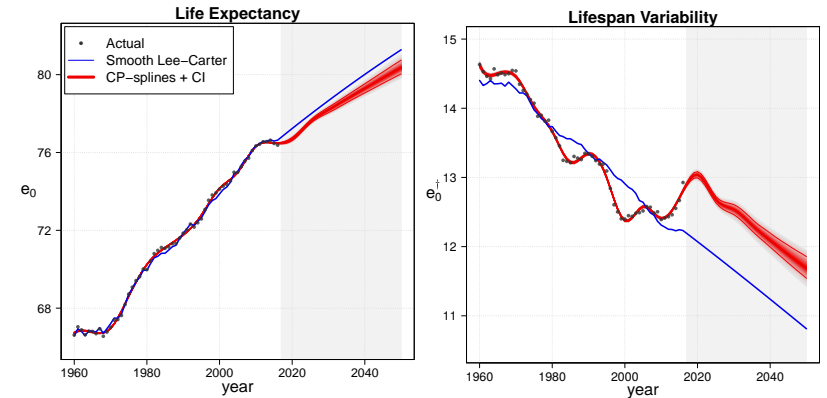 Life Expectancy
Actual
Smooth Lee−Carter
CP−splines + CI
80
76
72
68
e0
1960 1980 2000 2020 2040
year
Lifespan Variability
15
14
13
12
11
e0†
1960 1980 2000 2020 2040
year